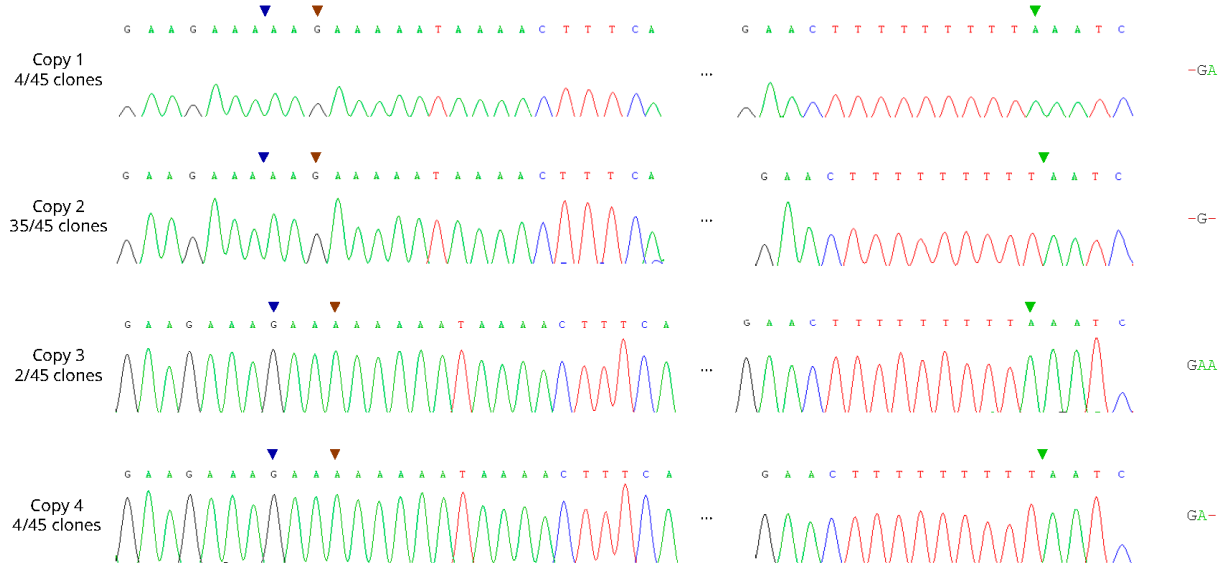 G A A G A A A A A G A A A A A T A A A A C T T T C A G A A C T T T T T T T T T A A A T C
Copy 1
4/45 clones
...
-GA
G A A G A A A A A G A A A A A T A A A A C T T T C A G A A C T T T T T T T T T A A T C
Copy 2
35/45 clones
...
-G-
G A A G A A A G A A A A A A A A T A A A A C T T T C A G A A C T T T T T T T T T A A A T C
Copy 3
2/45 clones
...
GAA
G A A G A A A G A A A A A A A A T A A A A C T T T C A G A A C T T T T T T T T T A A T C
Copy 4
4/45 clones
...
GA-